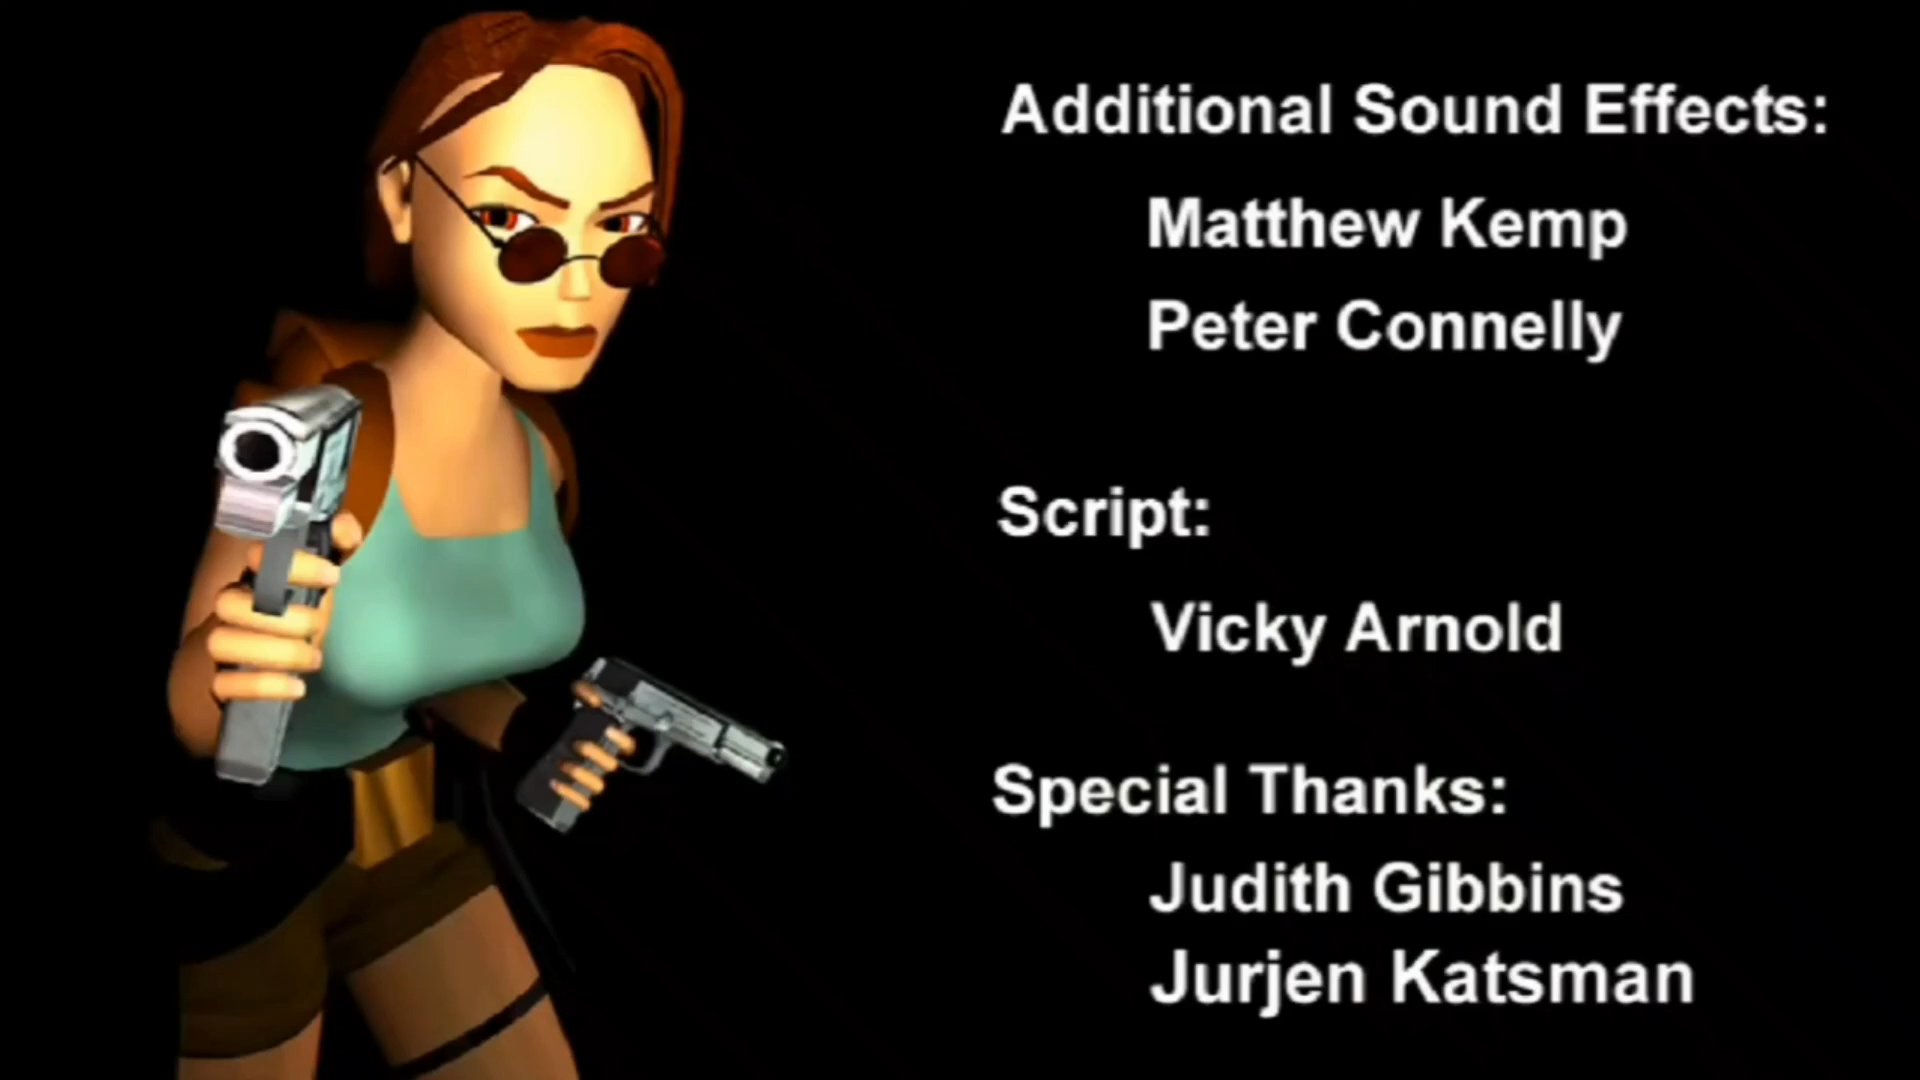 Additional Sound Effects:
Matthew Kemp
Peter Connelly
Script:
Vicky Arnold
Special Thanks:
Judith Gibbins
Jurjen Katsman